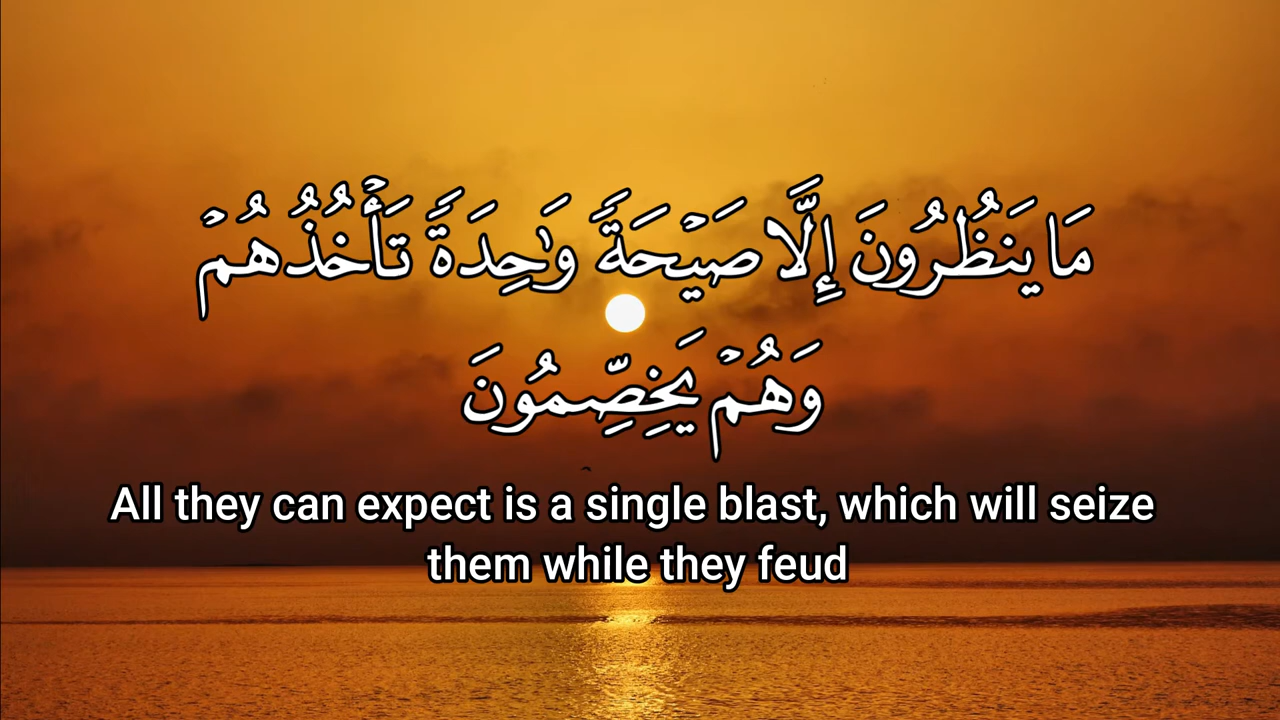 مَا يَنظُرُونَ إِلَّا صَيۡحَةَۭ وَٰحِدَةَۭ تَأۡخُذُهُمۡ
وَهُمۡ يَخِصِّمُونَ
All they can expect is a single blast, which will seize
them while they feud